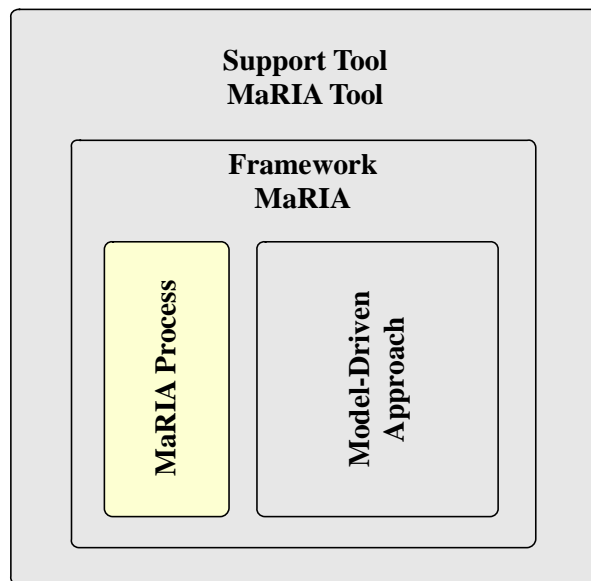 Support Tool
MaRIA Tool
Framework
MaRIA
MaRIA Process
Model-Driven
Approach